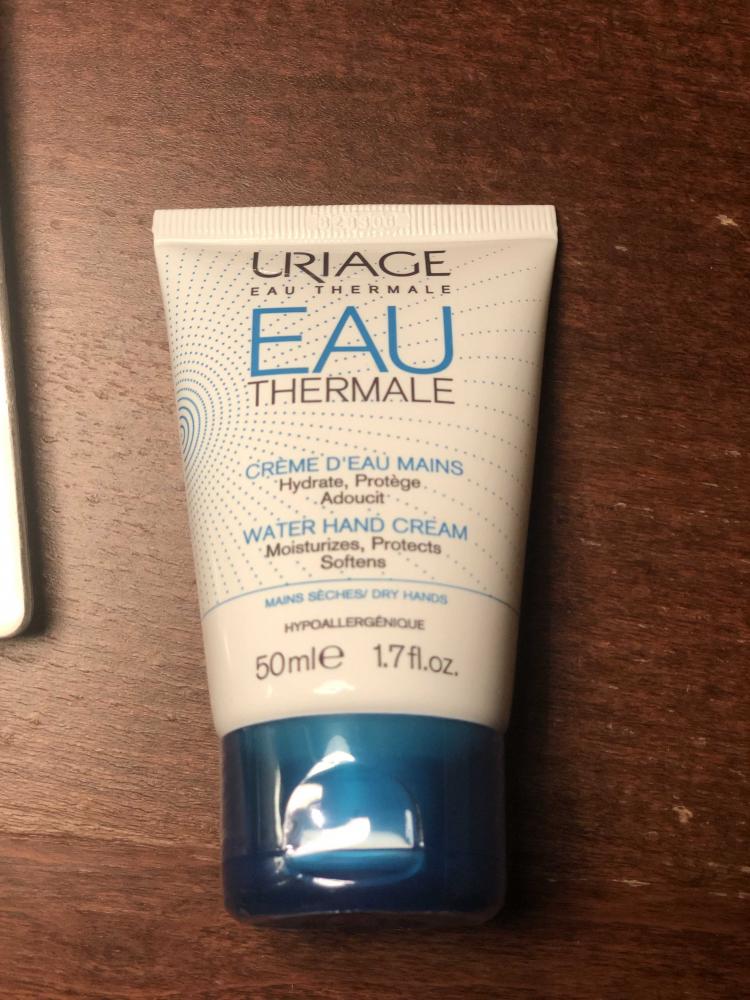 URIAGE
EAU THERMALE
EAU
THERMALE
CRÈME D'EAU MAINS
Hydrate, Protège
Adoucit
WATER HAND CREAM
Moisturizes, Protects
Softens
MAINS SÈCHES/ DRY HANDS
HYPOALLERGÉNIQUE
50ml℮ 1.7fl.oz.